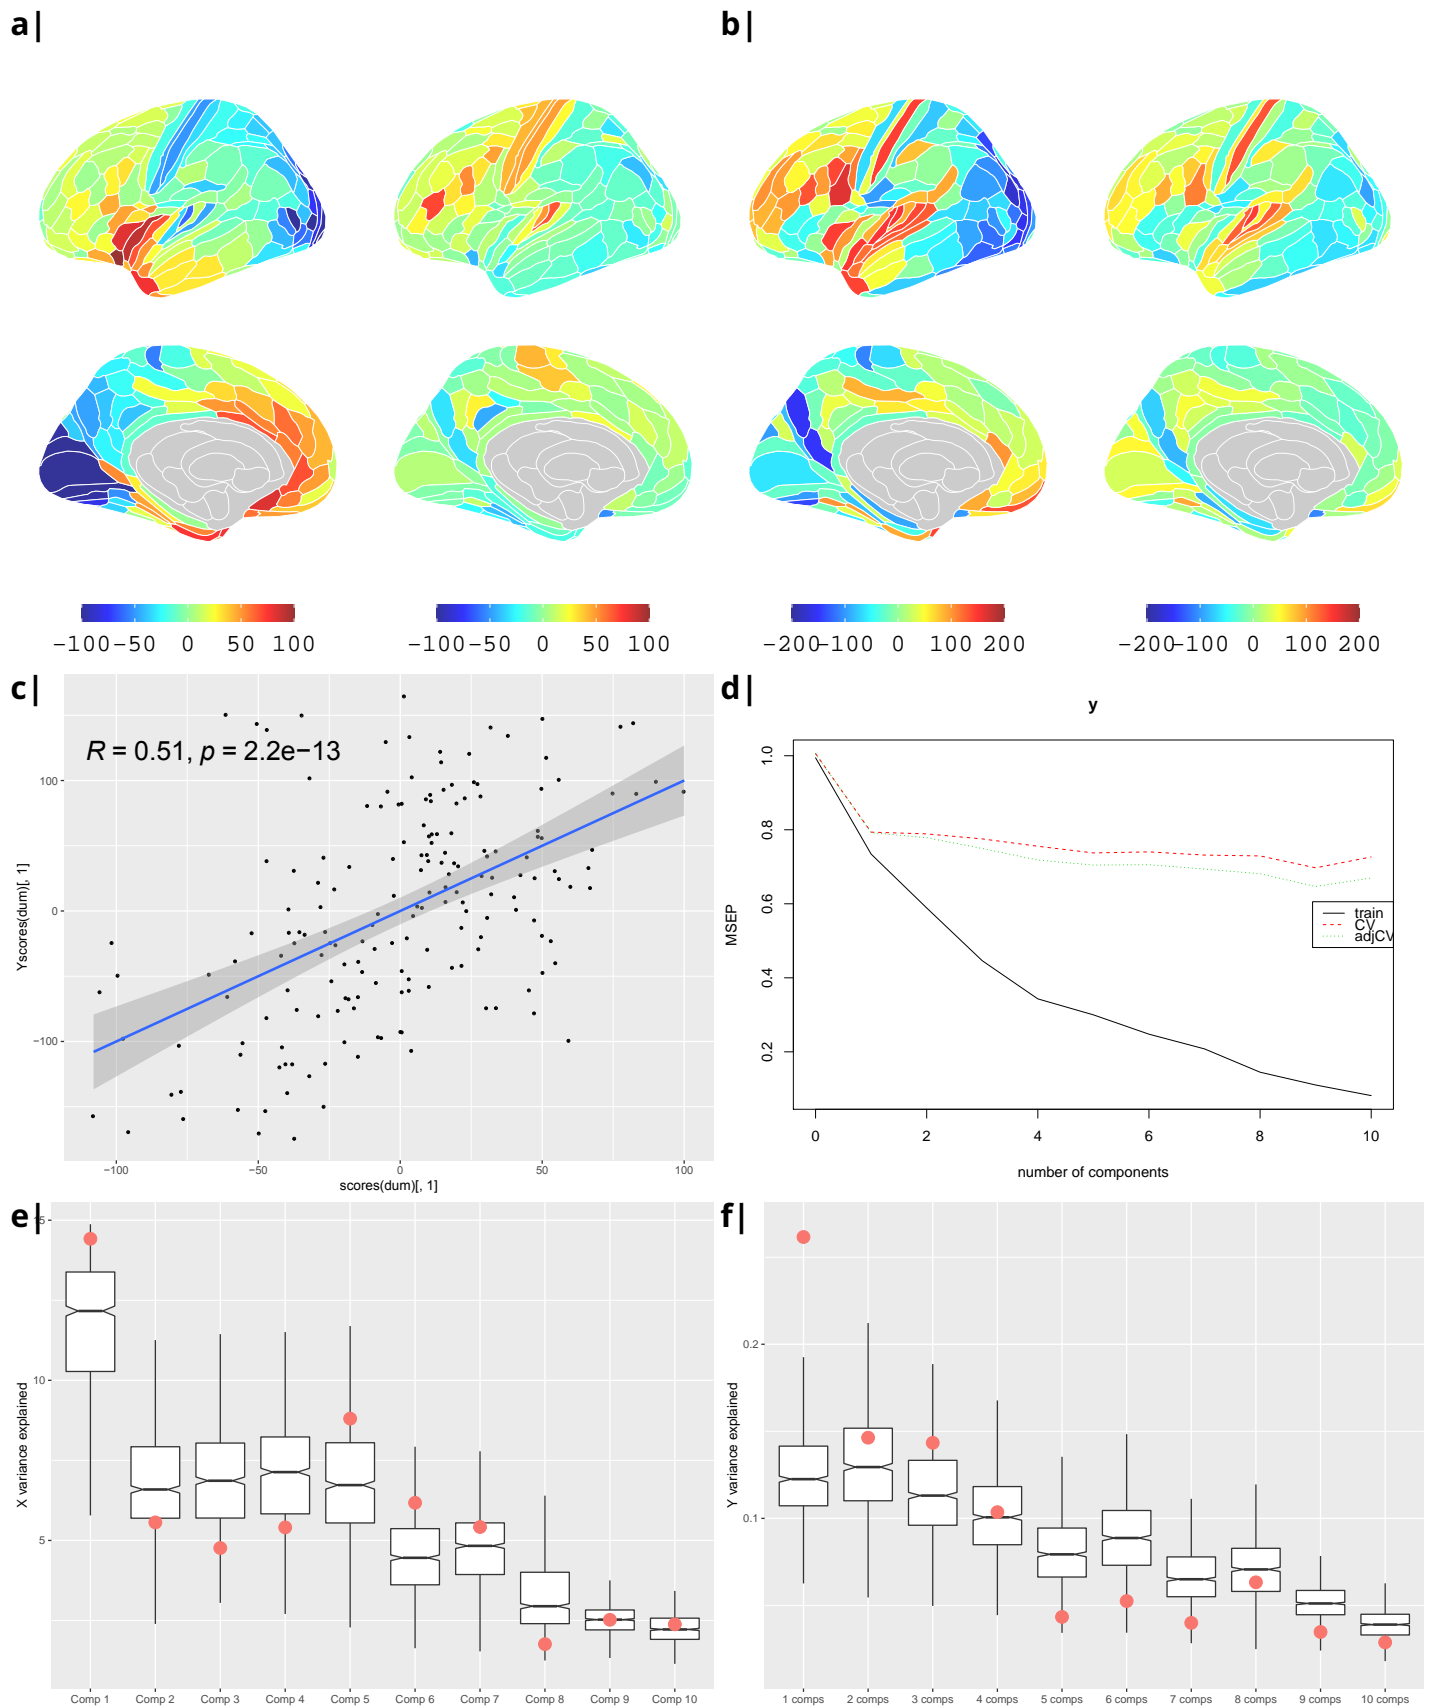 a|
b|
−100 −50 0 50 100
−100 −50 0 50 100
−200 −100 0 100 200
−200 −100 0 100 200
c|
R = 0.51, p = 2.2e−13
100
0
−100
Yscores(dum)[, 1]
−100 −50 0 50 100
scores(dum)[, 1]
d|
y
1.0
0.8
0.6
0.4
0.2
MSEP
train
CV
adjCV
0 2 4 6 8 10
number of components
e|
15
10
5
X variance explained
Comp 1 Comp 2 Comp 3 Comp 4 Comp 5 Comp 6 Comp 7 Comp 8 Comp 9 Comp 10
f|
0.2
0.1
Y variance explained
1 comps 2 comps 3 comps 4 comps 5 comps 6 comps 7 comps 8 comps 9 comps 10 comps